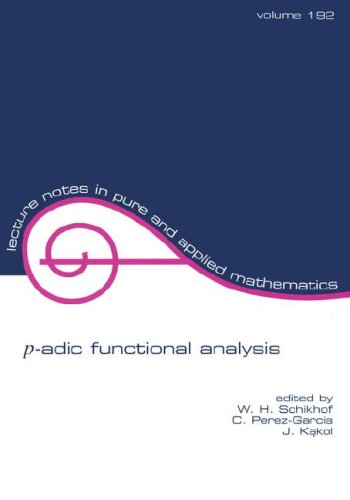 volume 192
lecture notes in pure and applied mathematics
p-adic functional analysis
edited by
W. H. Schikhof
C. Perez-Garcia
J. Kąkol